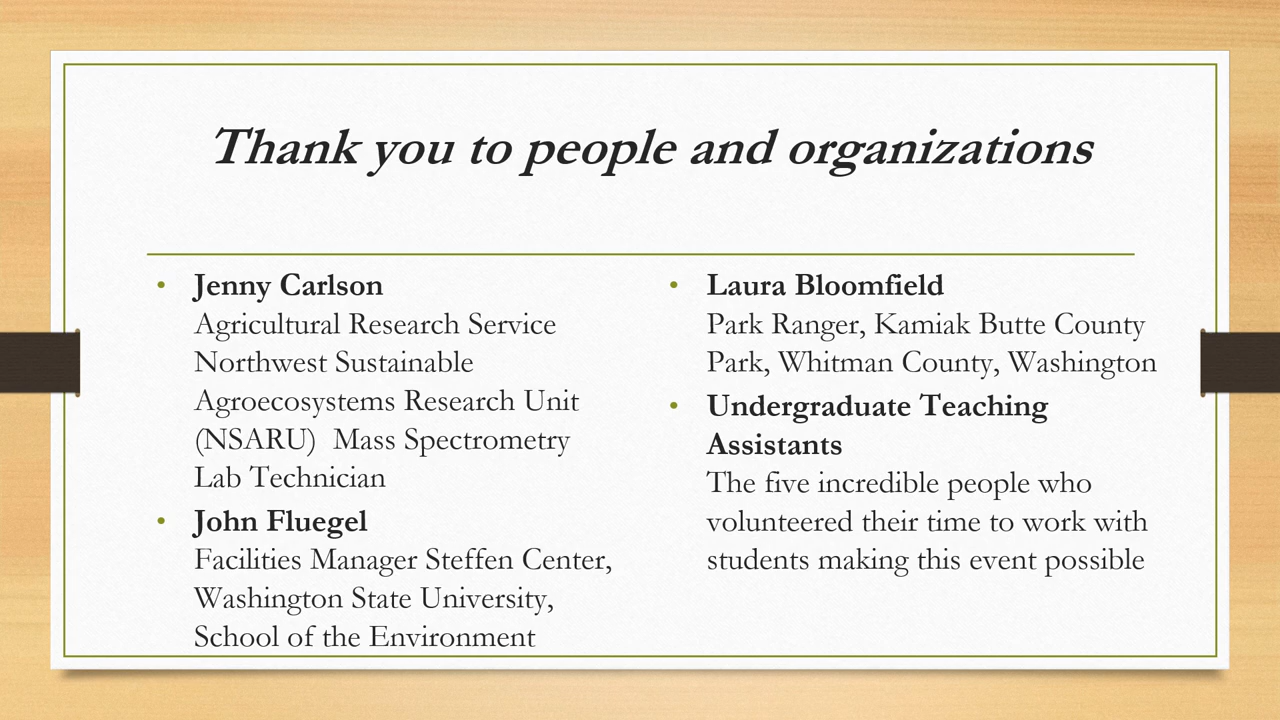 Thank you to people and organizations
• Jenny Carlson
Agricultural Research Service
Northwest Sustainable
Agroecosystems Research Unit
(NSARU)  Mass Spectrometry
Lab Technician
• John Fluegel
Facilities Manager Steffen Center,
Washington State University,
School of the Environment
• Laura Bloomfield
Park Ranger, Kamiak Butte County
Park, Whitman County, Washington
• Undergraduate Teaching
Assistants
The five incredible people who
volunteered their time to work with
students making this event possible